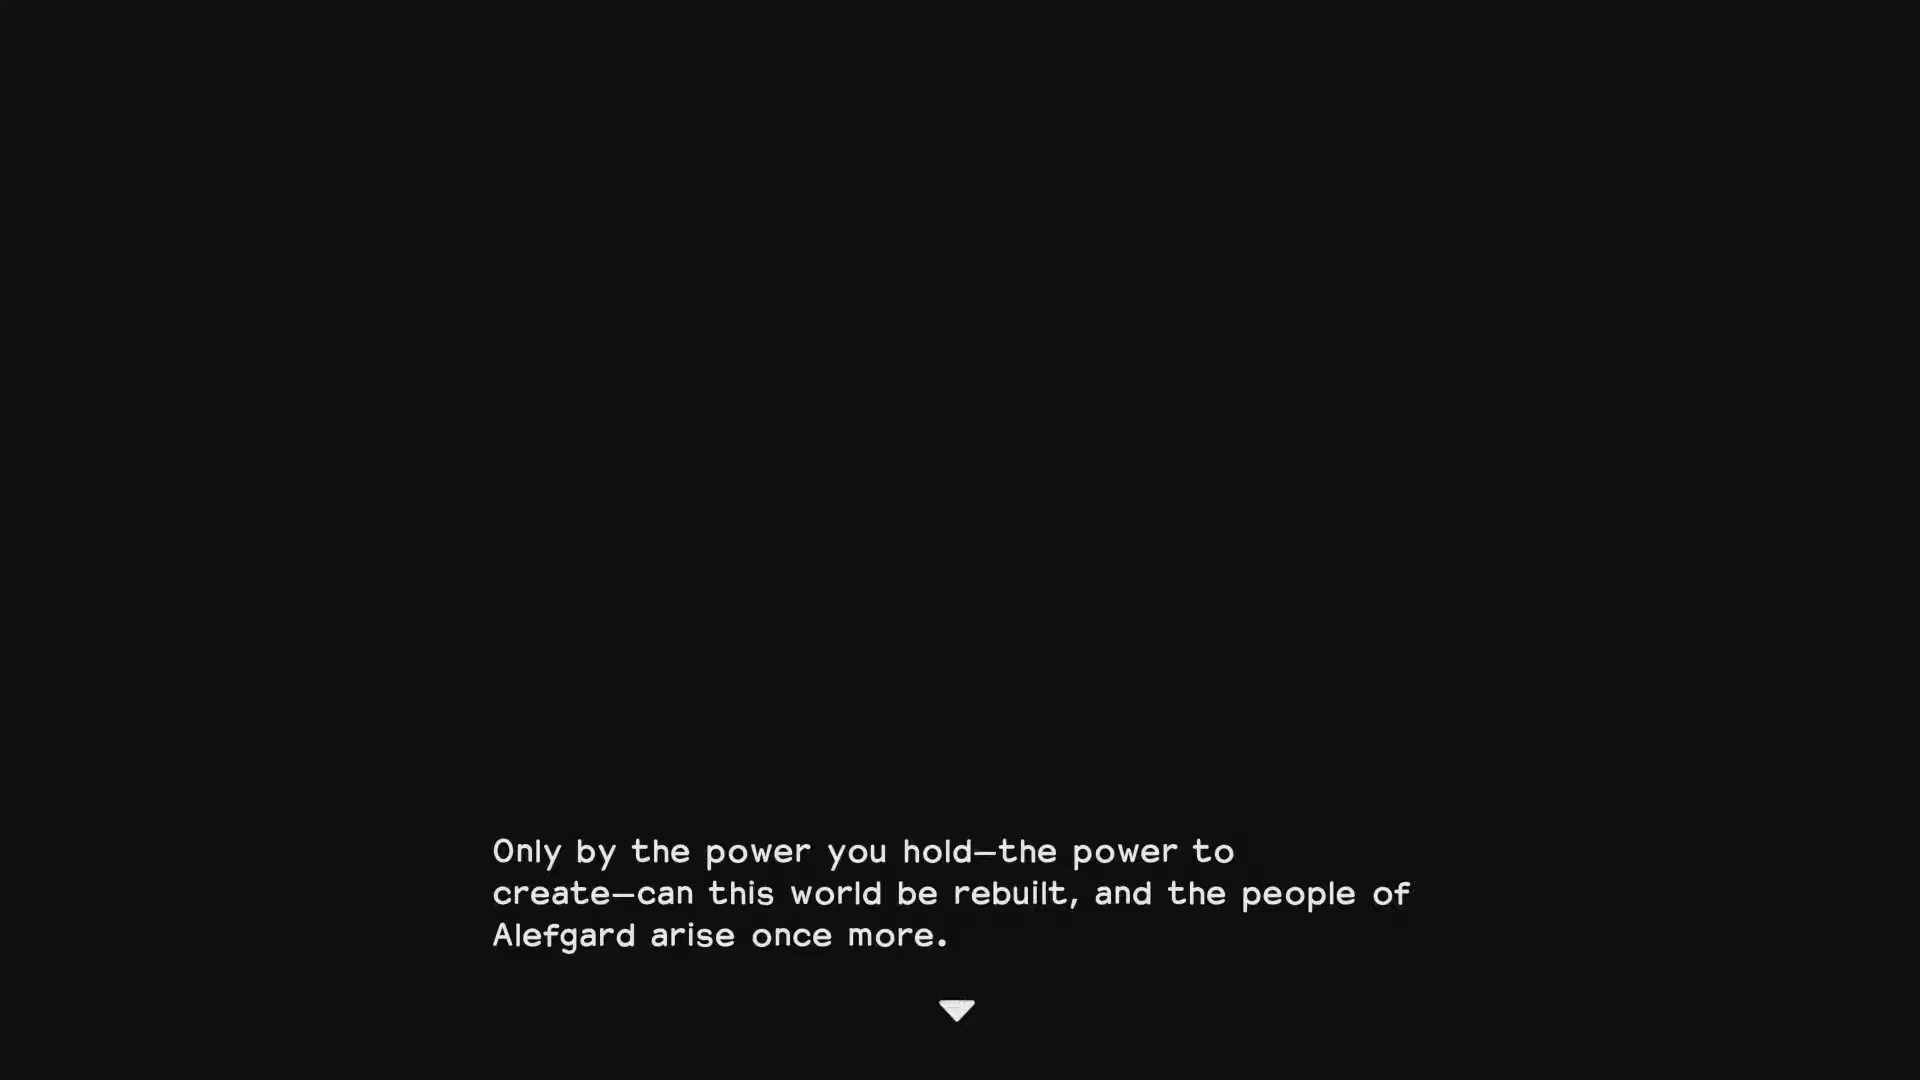 Only by the power you hold—the power to
create—can this world be rebuilt, and the people of
Alefgard arise once more.